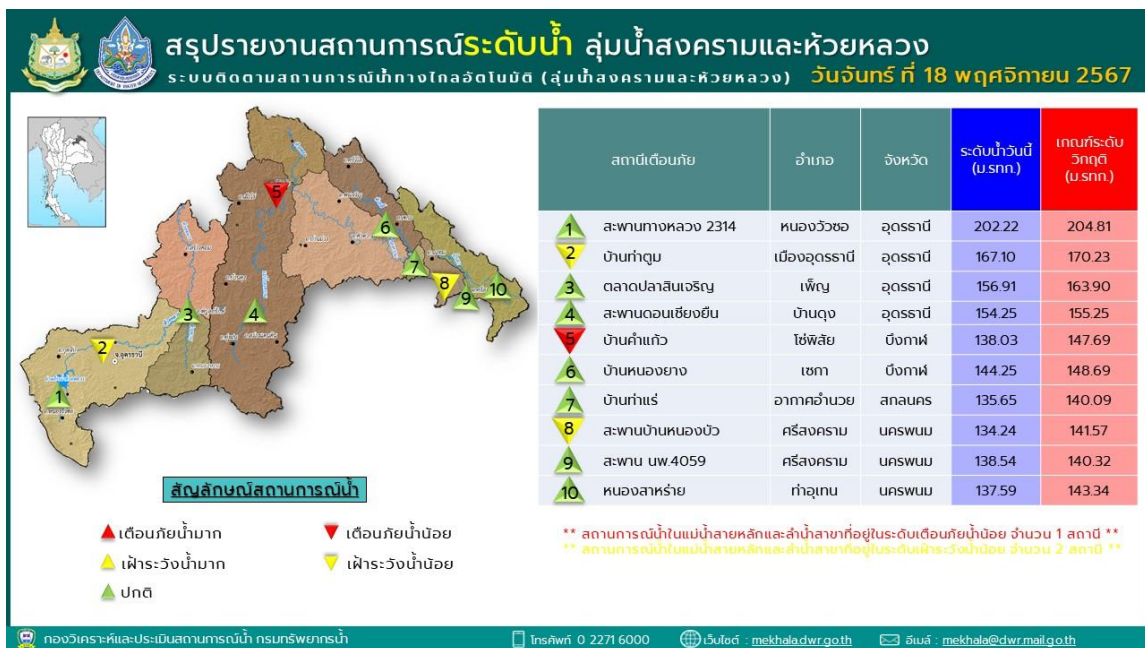 สรุปรายงานสถานการณ์ระดับน้ำ ลุ่มน้ำสงครามและห้วยหลวง
ระบบติดตามสถานการณ์น้ำทางไกลอัตโนมัติ (ลุ่มน้ำสงครามและห้วยหลวง) วันจันทร์ ที่ 18 พฤศจิกายน 2567
สถานีเตือนภัย อำเภอ จังหวัด ระดับน้ำวันนี้ (ม.รทก.) เกณฑ์ระดับวิกฤติ (ม.รทก.)
1 สะพานทางหลวง 2314 หนองวัวซอ อุดรธานี 202.22 204.81
2 บ้านท่าตูม เมืองอุดรธานี อุดรธานี 167.10 170.23
3 ตลาดปลาสินเจริญ เพ็ญ อุดรธานี 156.91 163.90
4 สะพานดอนเชียงยืน บ้านดุง อุดรธานี 154.25 155.25
5 บ้านคำแก้ว โซ่พิสัย บึงกาฬ 138.03 147.69
6 บ้านหนองยาง เซกา บึงกาฬ 144.25 148.69
7 บ้านท่าแร่ อากาศอำนวย สกลนคร 135.65 140.09
8 สะพานบ้านหนองบัว ศรีสงคราม นครพนม 134.24 141.57
9 สะพาน นพ.4059 ศรีสงคราม นครพนม 138.54 140.32
10 หนองสาหร่าย ท่าอุเทน นครพนม 137.59 143.34
5
6
7
8
9
10
3
4
2
จ.อุดรธานี
1
สัญลักษณ์สถานการณ์น้ำ
เตือนภัยน้ำมาก เตือนภัยน้ำน้อย
เฝ้าระวังน้ำมาก เฝ้าระวังน้ำน้อย
ปกติ
** สถานการณ์น้ำในแม่น้ำสายหลักและลำน้ำสาขาที่อยู่ในระดับเตือนภัยน้ำน้อย จำนวน 1 สถานี **
** สถานการณ์น้ำในแม่น้ำสายหลักและลำน้ำสาขาที่อยู่ในระดับเฝ้าระวังน้ำน้อย จำนวน 2 สถานี **
กองวิเคราะห์และประเมินสถานการณ์น้ำ กรมทรัพยากรน้ำ โทรศัพท์ 0 2271 6000 เว็บไซต์ : mekhala.dwr.go.th อีเมล์ : mekhala@dwr.mail.go.th